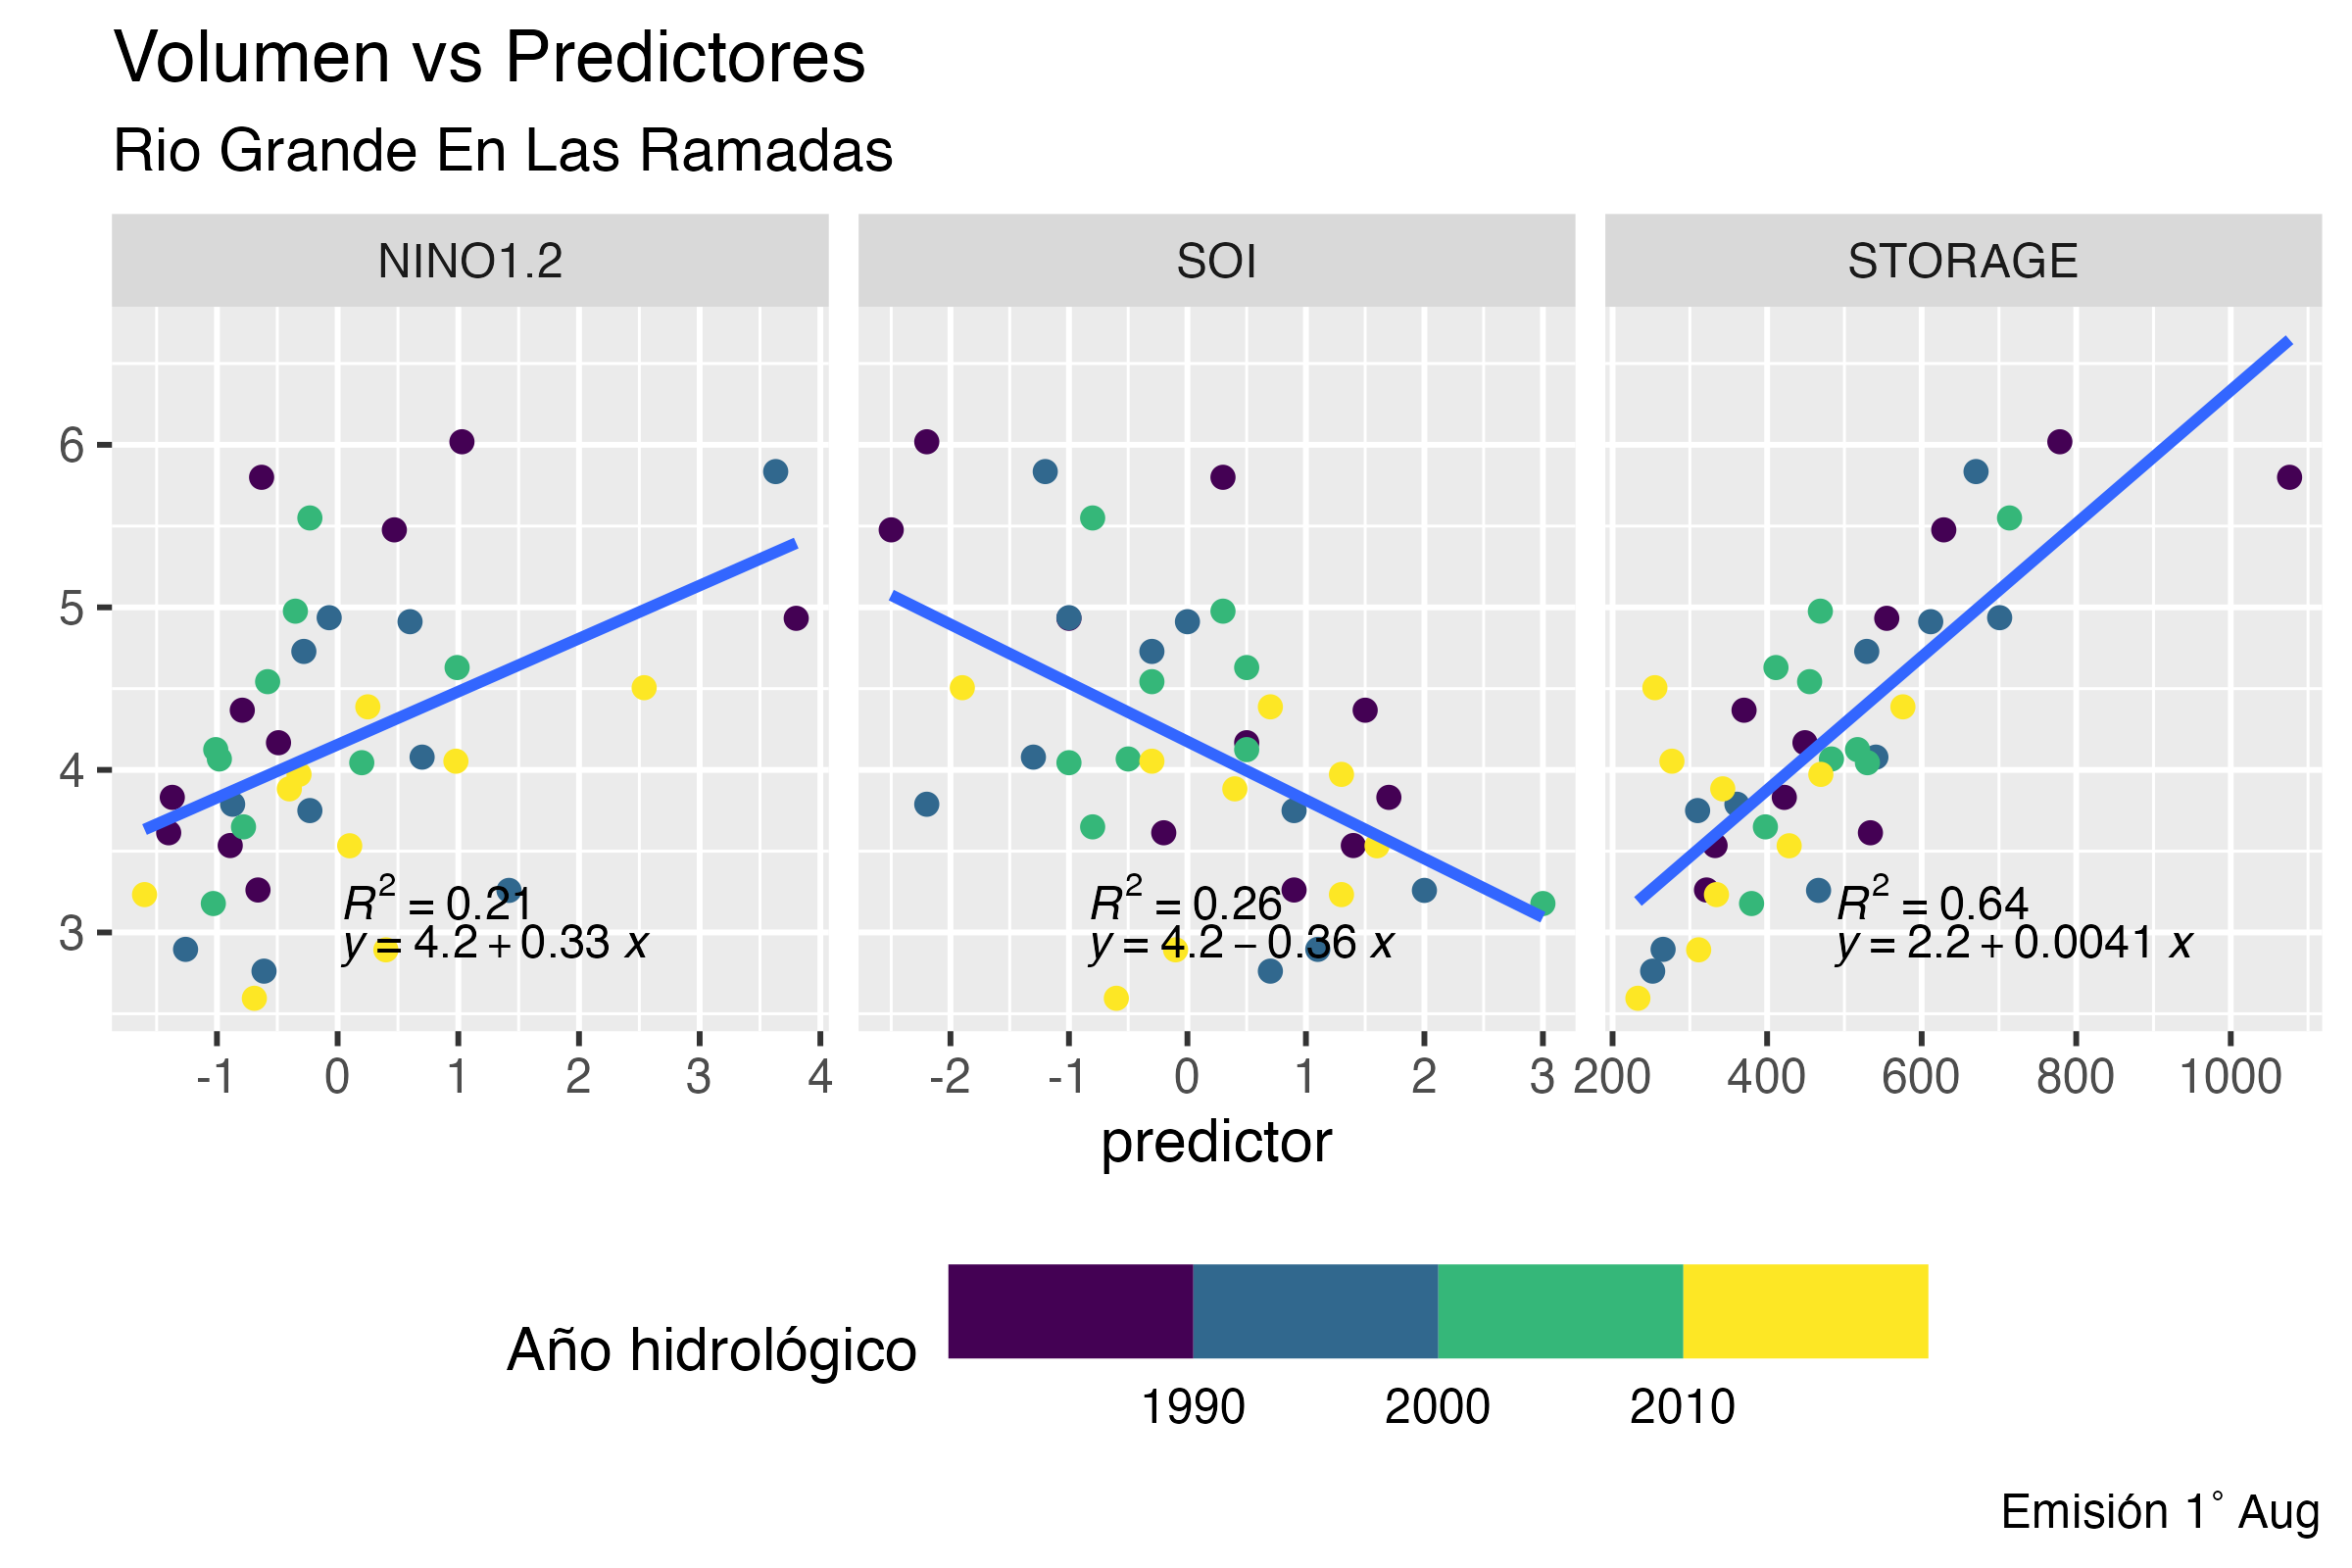 Volumen vs Predictores
Rio Grande En Las Ramadas
NINO1.2 SOI STORAGE
6
5
4
3
R² = 0.21 R² = 0.26 R² = 0.64
y = 4.2 + 0.33 x y = 4.2 − 0.36 x y = 2.2 + 0.0041 x
-1 0 1 2 3 4 -2 -1 0 1 2 3 200 400 600 800 1000
predictor
Año hidrológico
1990 2000 2010
Emisión 1° Aug